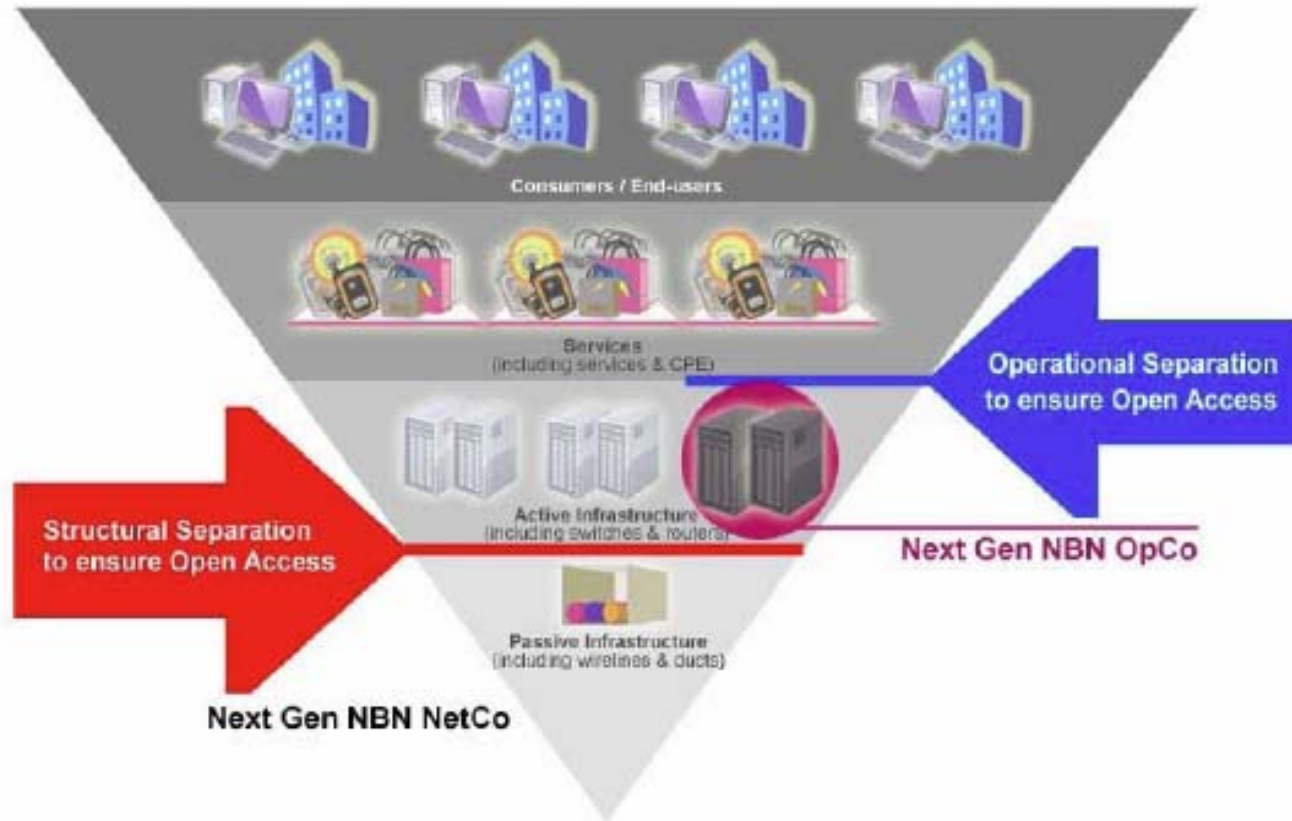 Consumers / End-users
Services
(including services & CPE)
Operational Separation
to ensure Open Access
Active Infrastructure
(including switches & routers)
Structural Separation
to ensure Open Access
Next Gen NBN OpCo
Passive Infrastructure
(including wirelines & ducts)
Next Gen NBN NetCo